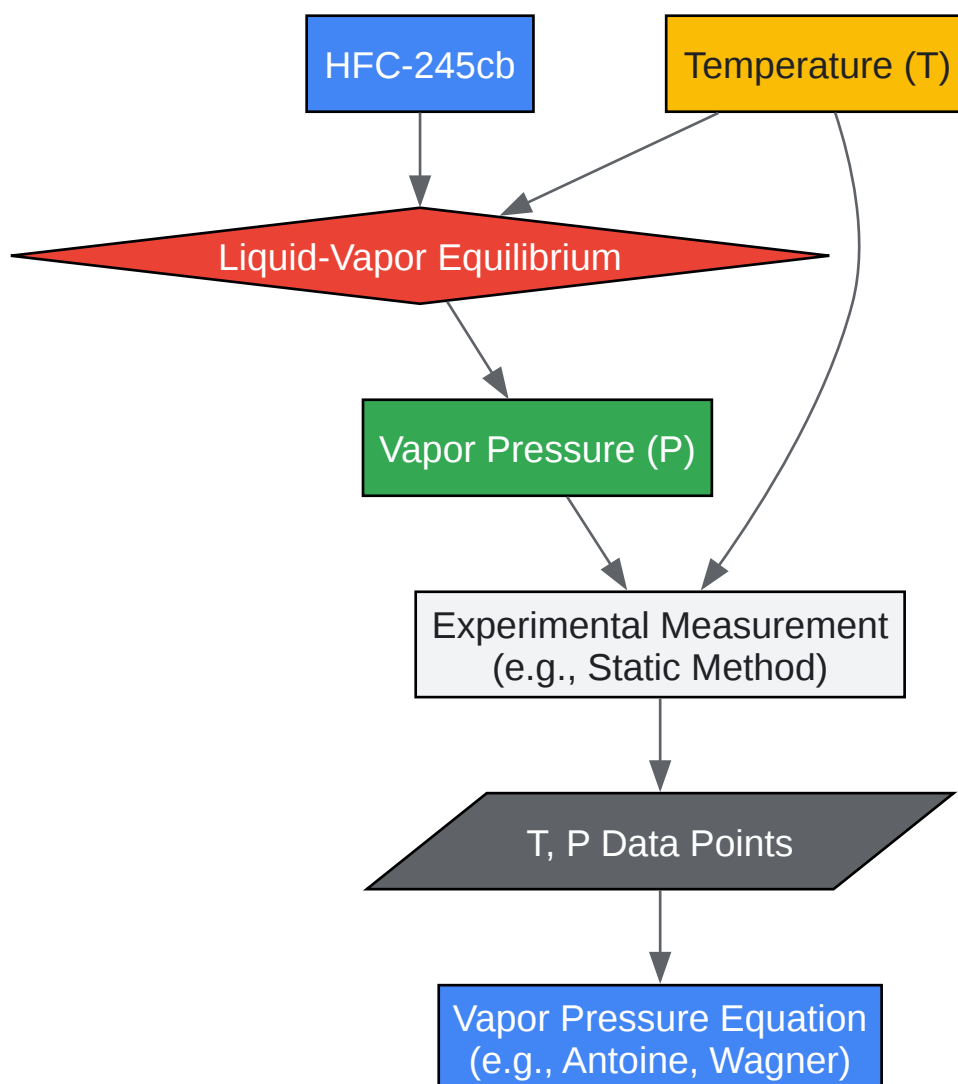 HFC-245cb
Temperature (T)
Liquid-Vapor Equilibrium
Vapor Pressure (P)
Experimental Measurement
(e.g., Static Method)
T, P Data Points
Vapor Pressure Equation
(e.g., Antoine, Wagner)